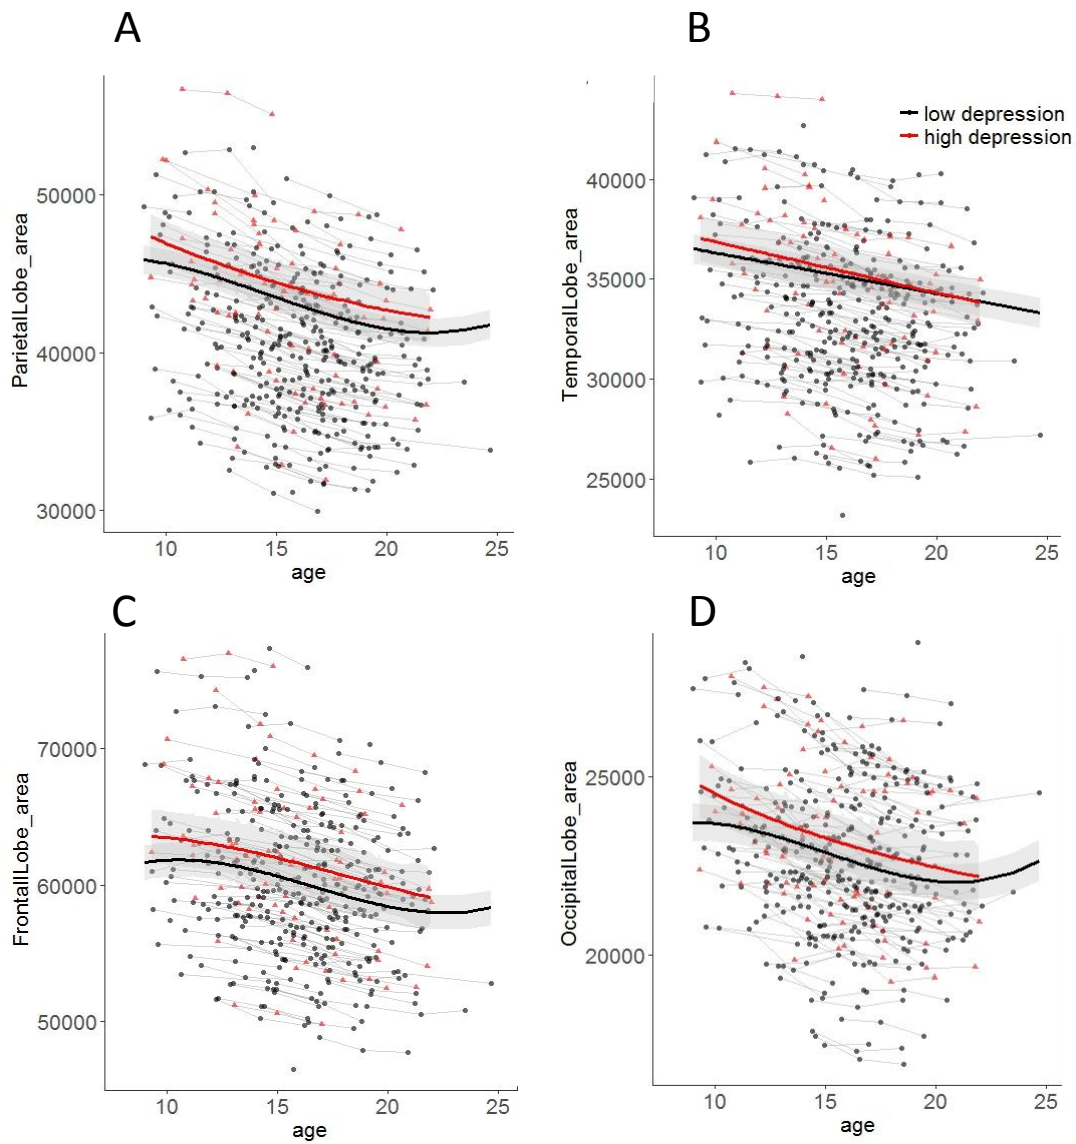 A
B
ParietalLobe_area
50000
40000
30000
10
15
20
25
age
TemporalLobe_area
40000
35000
30000
25000
low depression
high depression
10
15
20
25
age
C
D
FrontallLobe_area
70000
60000
50000
10
15
20
25
age
OccipitalLobe_area
25000
20000
10
15
20
25
age